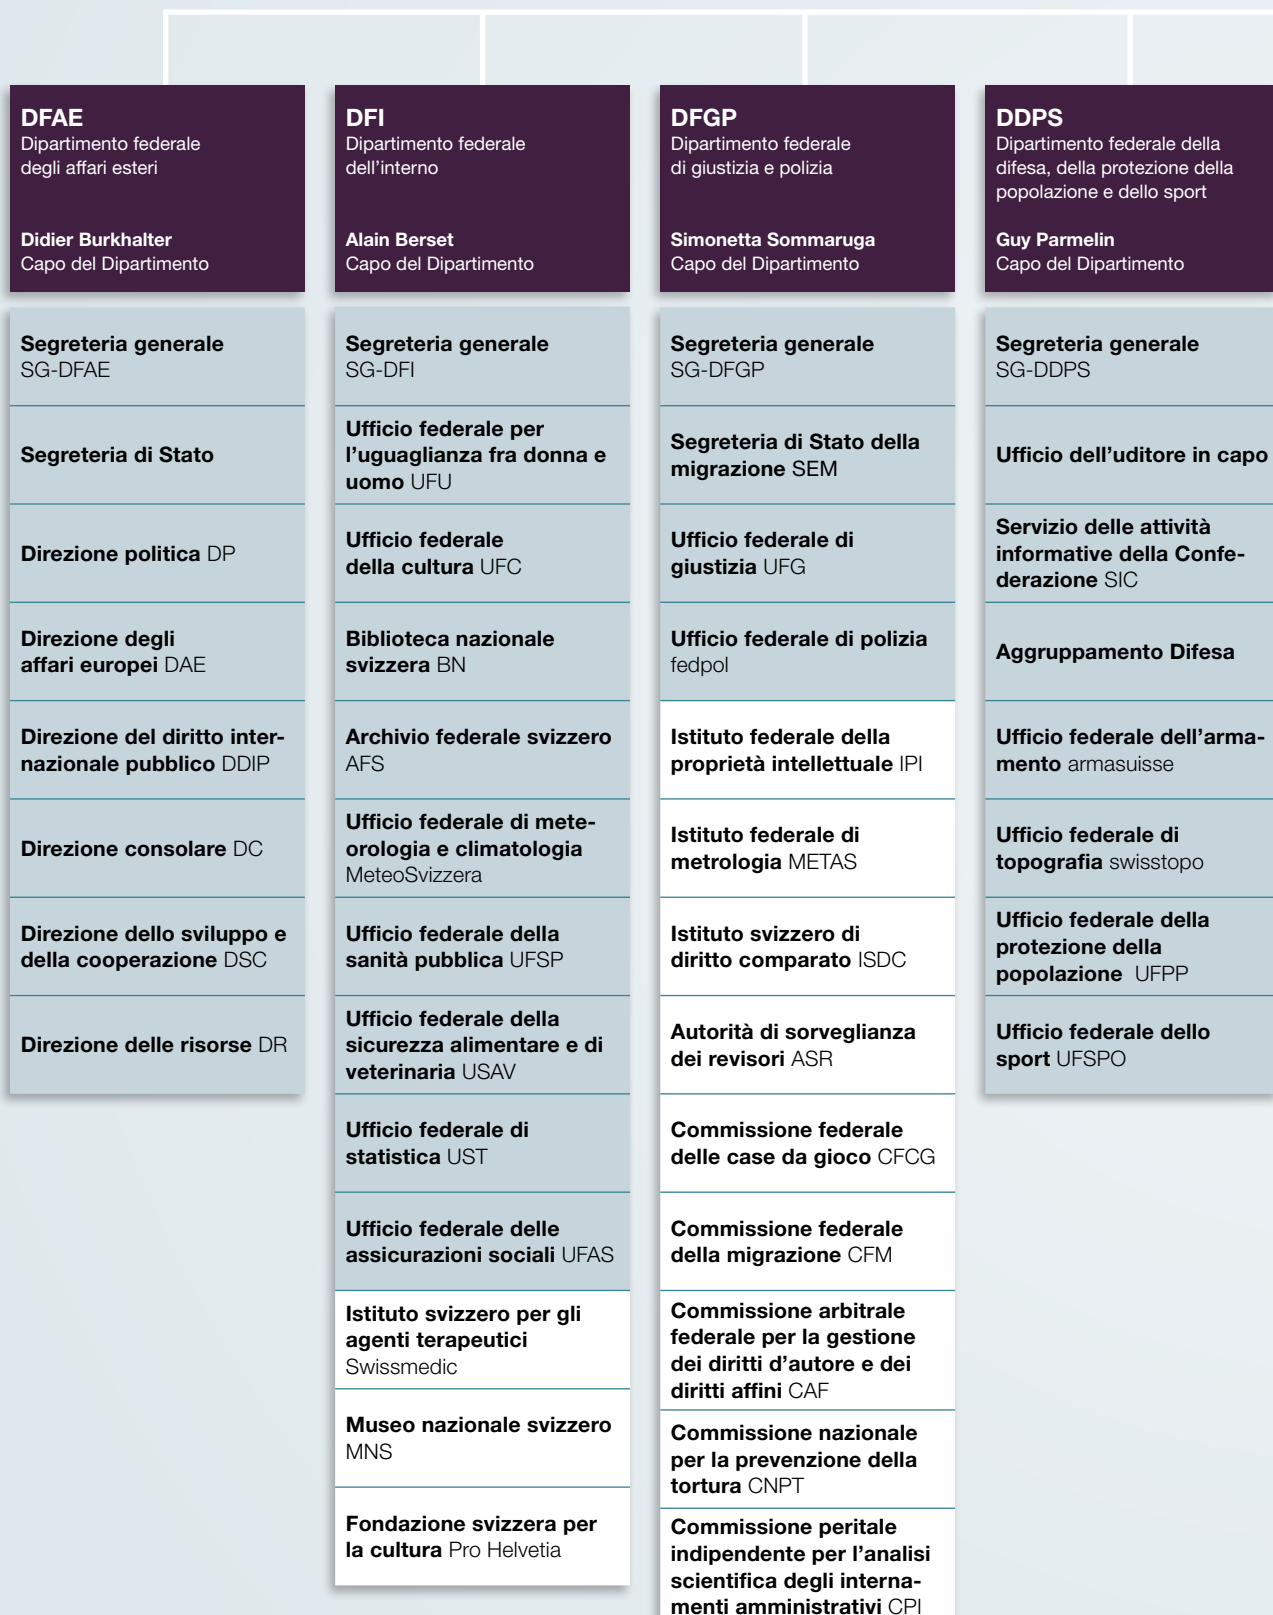 DFAE
Dipartimento federale
degli affari esteri
Didier Burkhalter
Capo del Dipartimento
Segreteria generale
SG-DFAE
Segreteria di Stato
Direzione politica DP
Direzione degli
affari europei DAE
Direzione del diritto inter-
nazionale pubblico DDIP
Direzione consolare DC
Direzione dello sviluppo e
della cooperazione DSC
Direzione delle risorse DR
DFI
Dipartimento federale
dell’interno
Alain Berset
Capo del Dipartimento
Segreteria generale
SG-DFI
Ufficio federale per
l’uguaglianza fra donna e
uomo UFU
Ufficio federale
della cultura UFC
Biblioteca nazionale
svizzera BN
Archivio federale svizzero
AFS
Ufficio federale di mete-
orologia e climatologia
MeteoSvizzera
Ufficio federale della
sanità pubblica UFSP
Ufficio federale della
sicurezza alimentare e di
veterinaria USAV
Ufficio federale di
statistica UST
Ufficio federale delle
assicurazioni sociali UFAS
Istituto svizzero per gli
agenti terapeutici
Swissmedic
Museo nazionale svizzero
MNS
Fondazione svizzera per
la cultura Pro Helvetia
DFGP
Dipartimento federale
di giustizia e polizia
Simonetta Sommaruga
Capo del Dipartimento
Segreteria generale
SG-DFGP
Segreteria di Stato della
migrazione SEM
Ufficio federale di
giustizia UFG
Ufficio federale di polizia
fedpol
Istituto federale della
proprietà intellettuale IPI
Istituto federale di
metrologia METAS
Istituto svizzero di
diritto comparato ISDC
Autorità di sorveglianza
dei revisori ASR
Commissione federale
delle case da gioco CFCG
Commissione federale
della migrazione CFM
Commissione arbitrale
federale per la gestione
dei diritti d’autore e dei
diritti affini CAF
Commissione nazionale
per la prevenzione della
tortura CNPT
Commissione peritale
indipendente per l’analisi
scientifica degli interna-
menti amministrativi CPI
DDPS
Dipartimento federale della
difesa, della protezione della
popolazione e dello sport
Guy Parmelin
Capo del Dipartimento
Segreteria generale
SG-DDPS
Ufficio dell’uditore in capo
Servizio delle attività
informative della Confe-
derazione SIC
Aggruppamento Difesa
Ufficio federale dell’arma-
mento armasuisse
Ufficio federale di
topografia swisstopo
Ufficio federale della
protezione della
popolazione UFPP
Ufficio federale dello
sport UFSPO